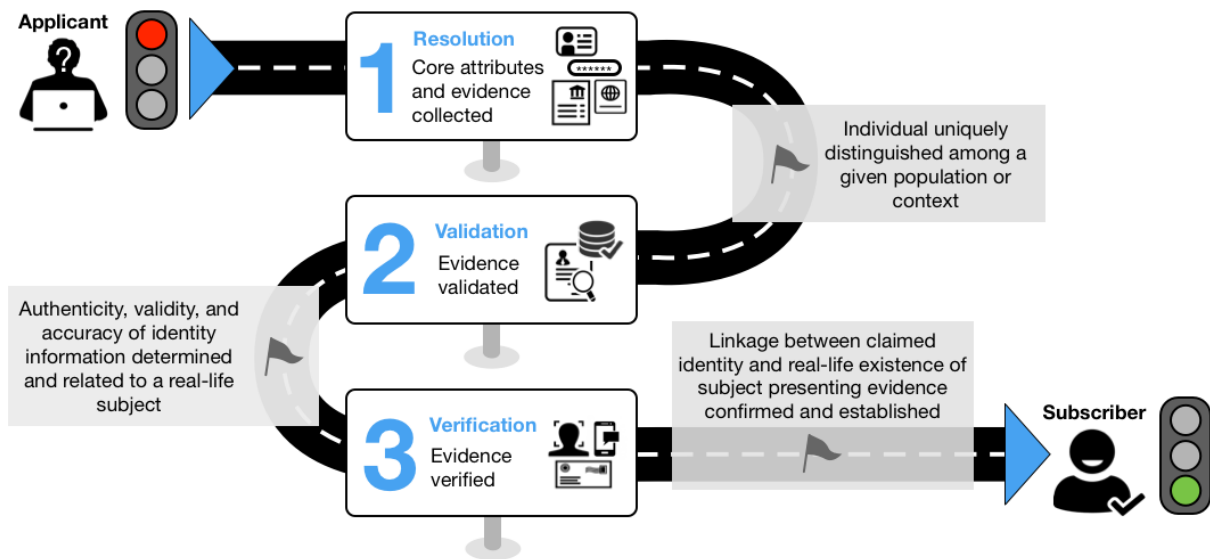 Applicant
?
1
Resolution
Core attributes
and evidence
collected
******
Individual uniquely
distinguished among a
given population or
context
2
Validation
Evidence
validated
Authenticity, validity, and
accuracy of identity
information determined
and related to a real-life
subject
3
Verification
Evidence
verified
Linkage between claimed
identity and real-life existence of
subject presenting evidence
confirmed and established
Subscriber